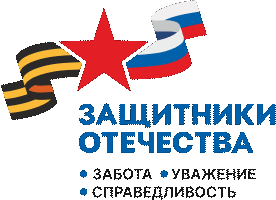 ЗАЩИТНИКИ
ОТЕЧЕСТВА
• ЗАБОТА • УВАЖЕНИЕ
• СПРАВЕДЛИВОСТЬ